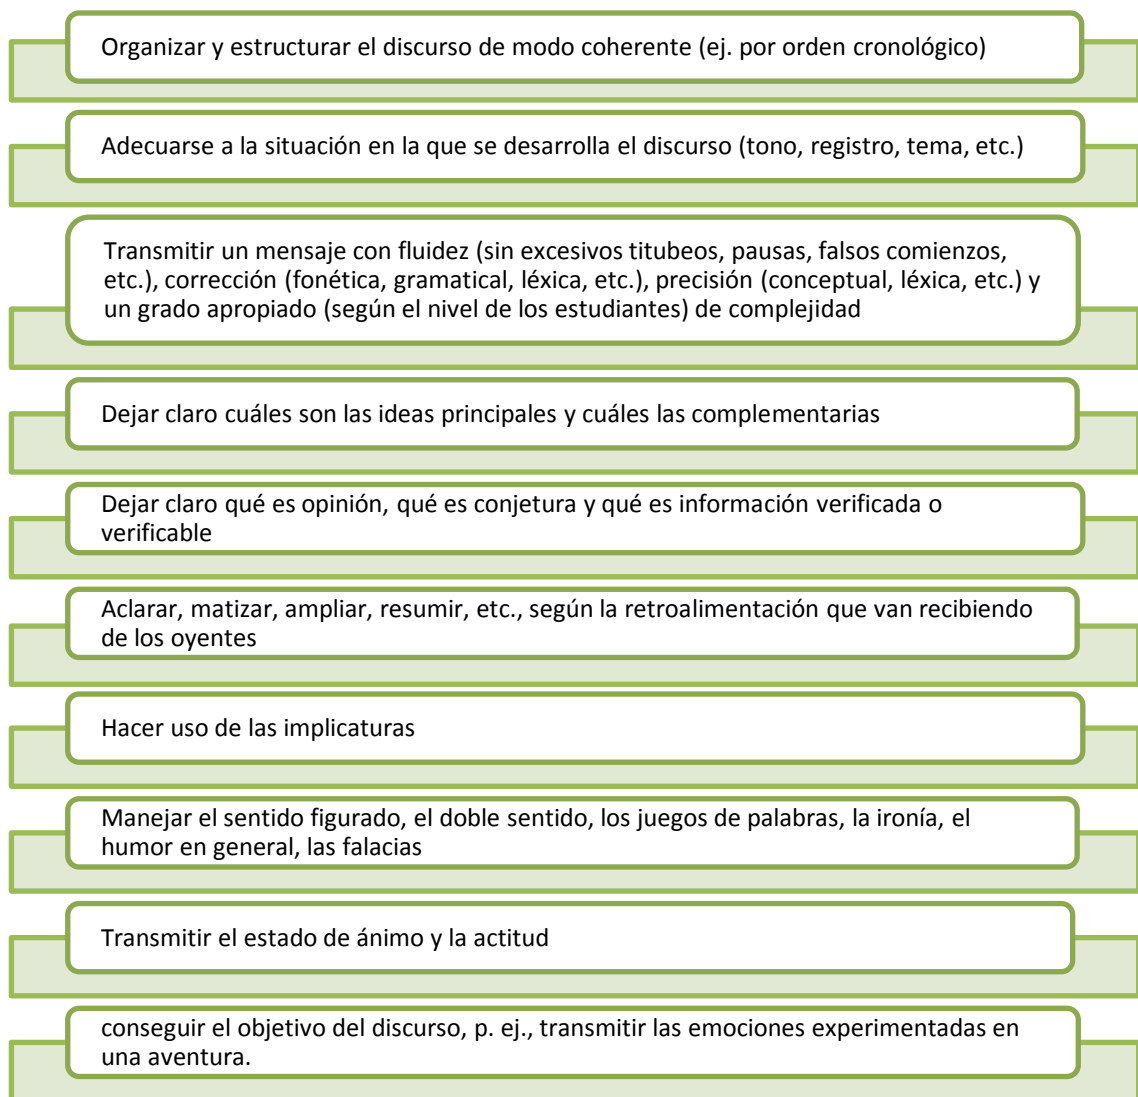 Organizar y estructurar el discurso de modo coherente (ej. por orden cronológico)
Adecuarse a la situación en la que se desarrolla el discurso (tono, registro, tema, etc.)
Transmitir un mensaje con fluidez (sin excesivos titubeos, pausas, falsos comienzos,
etc.), corrección (fonética, gramatical, léxica, etc.), precisión (conceptual, léxica, etc.) y
un grado apropiado (según el nivel de los estudiantes) de complejidad
Dejar claro cuáles son las ideas principales y cuáles las complementarias
Dejar claro qué es opinión, qué es conjetura y qué es información verificada o
verificable
Aclarar, matizar, ampliar, resumir, etc., según la retroalimentación que van recibiendo
de los oyentes
Hacer uso de las implicaturas
Manejar el sentido figurado, el doble sentido, los juegos de palabras, la ironía, el
humor en general, las falacias
Transmitir el estado de ánimo y la actitud
conseguir el objetivo del discurso, p. ej., transmitir las emociones experimentadas en
una aventura.